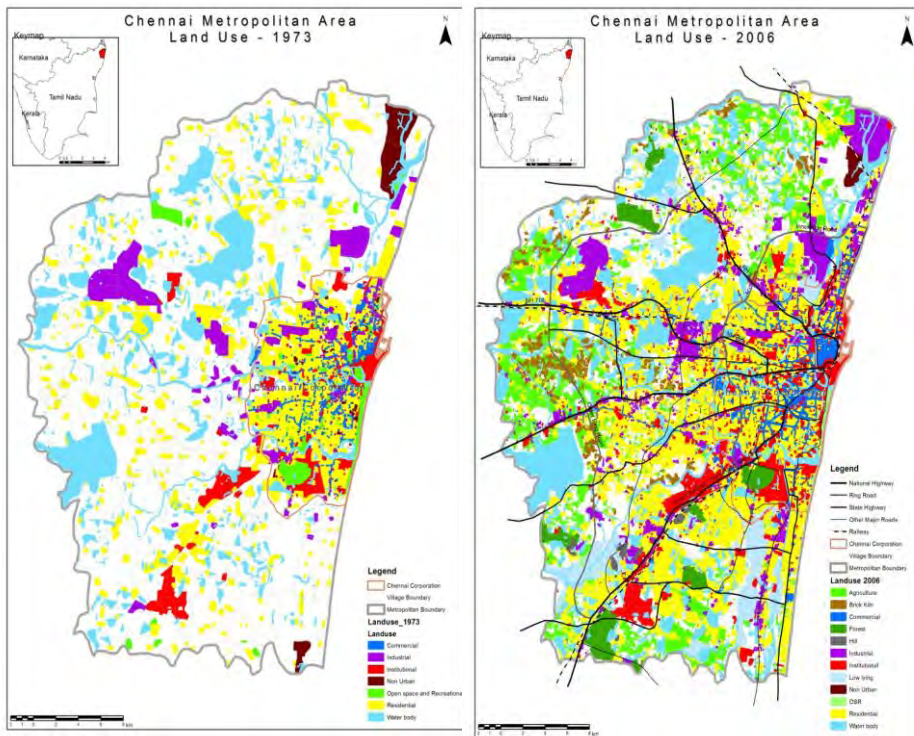 Chennai Metropolitan Area
Land Use - 1973
N
Keymap
Karnataka
Tamil Nadu
Kerala
Chennai Corporation
Legend
Chennai Corporation
Village Boundary
Metropolitan Boundary
Landuse_1973
Landuse
Commercial
Industrial
Institutional
Non Urban
Open space and Recreational
Residential
Water body
Chennai Metropolitan Area
Land Use - 2006
N
Keymap
Karnataka
Tamil Nadu
Kerala
Legend
National Highway
Ring Road
State Highway
Other Major Roads
Railway
Chennai Corporation
Village Boundary
Metropolitan Boundary
Landuse 2006
Agriculture
Brick Kiln
Commercial
Forest
Hill
Industrial
Institutional
Low lying
Non Urban
OSR
Residential
Water body